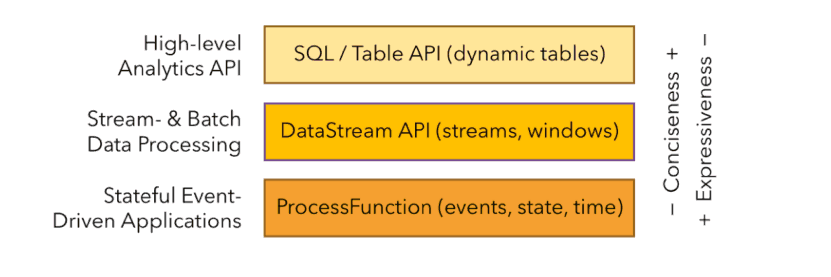 High-level
Analytics API
SQL / Table API (dynamic tables)
Stream- & Batch
Data Processing
DataStream API (streams, windows)
Stateful Event-
Driven Applications
ProcessFunction (events, state, time)
– Conciseness +
+ Expressiveness –